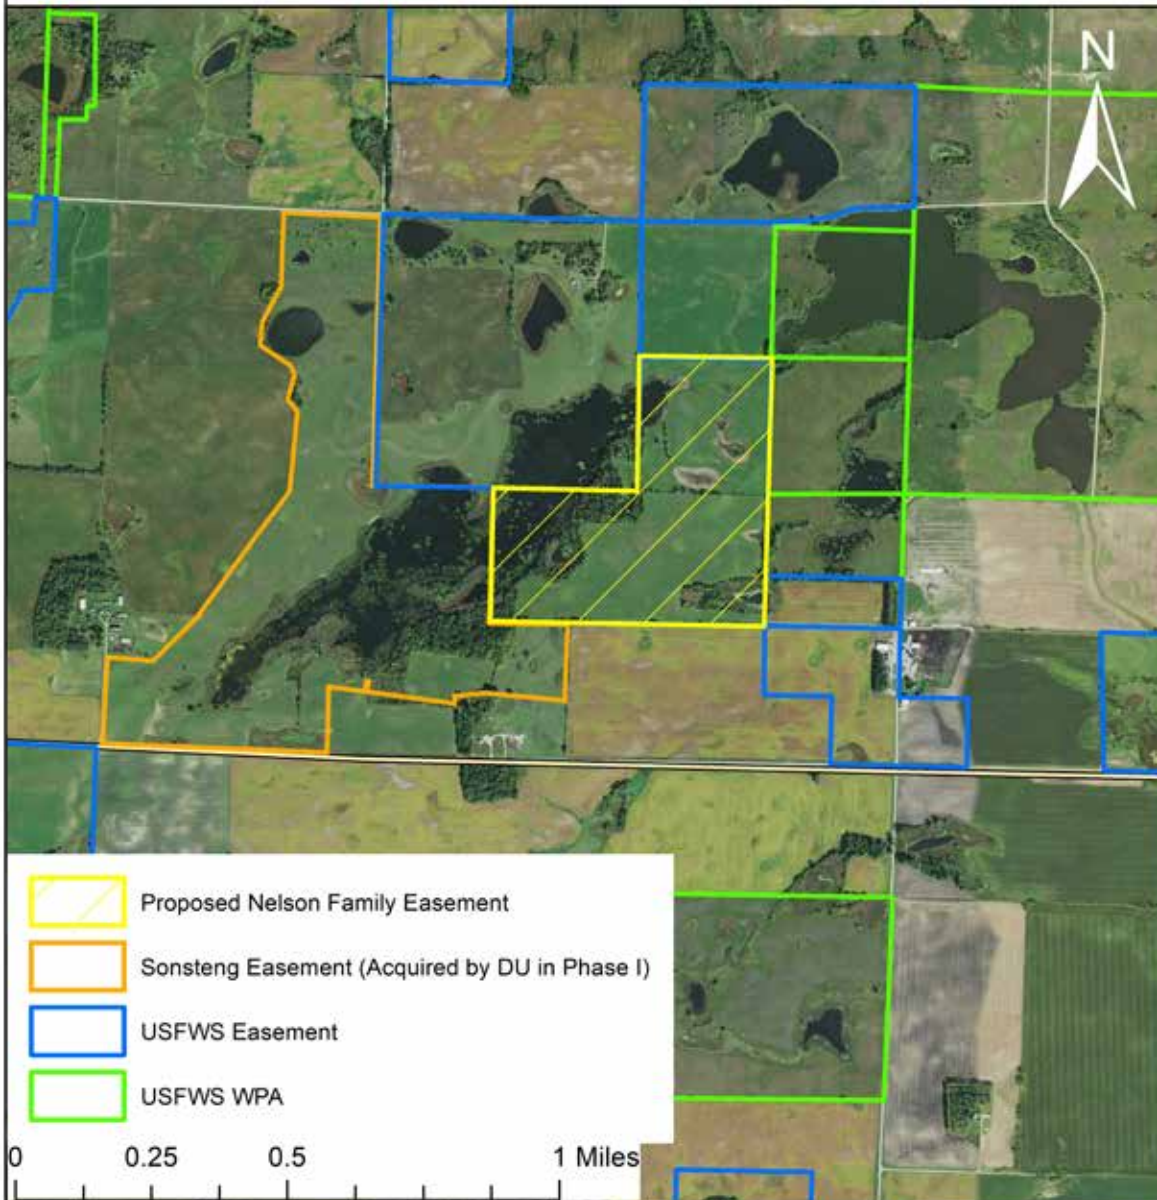 N
Proposed Nelson Family Easement
Sonsteng Easement (Acquired by DU in Phase I)
USFWS Easement
USFWS WPA
0 0.25 0.5 1 Miles